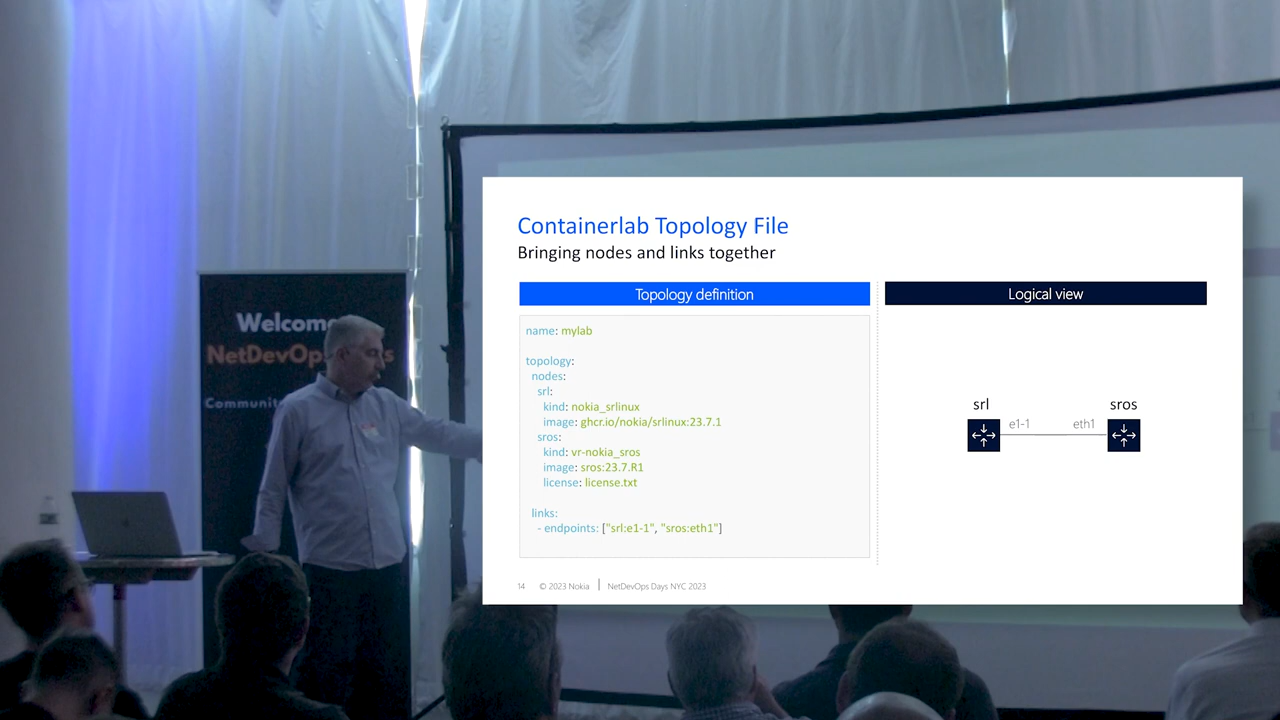 Welcome
NetDevOps
Communit
Containerlab Topology File
Bringing nodes and links together
Topology definition
name: mylab
topology:
nodes:
srl:
kind: nokia_srlinux
image: ghcr.io/nokia/srlinux:23.7.1
sros:
kind: vr-nokia_sros
image: sros:23.7.R1
license: license.txt
links:
- endpoints: ["srl:e1-1", "sros:eth1"]
Logical view
srl sros
e1-1 eth1
14 © 2023 Nokia | NetDevOps Days NYC 2023